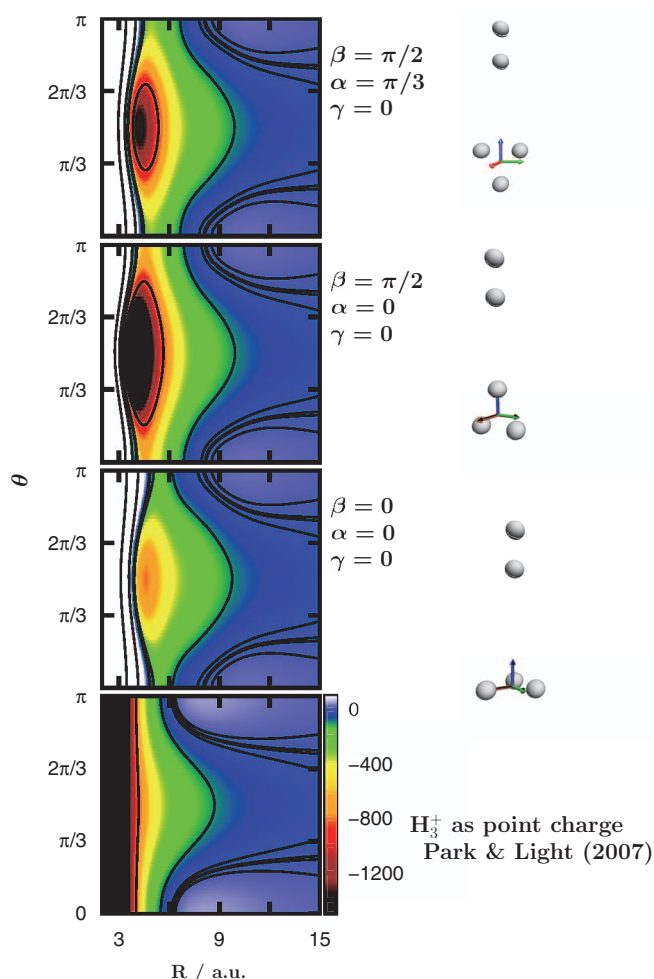 π
2π/3
π/3
β = π/2
α = π/3
γ = 0
π
2π/3
π/3
β = π/2
α = 0
γ = 0
π
2π/3
π/3
β = 0
α = 0
γ = 0
θ
π
2π/3
π/3
0
0
−400
−800
−1200
H₃⁺ as point charge
Park & Light (2007)
3 9 15
R / a.u.